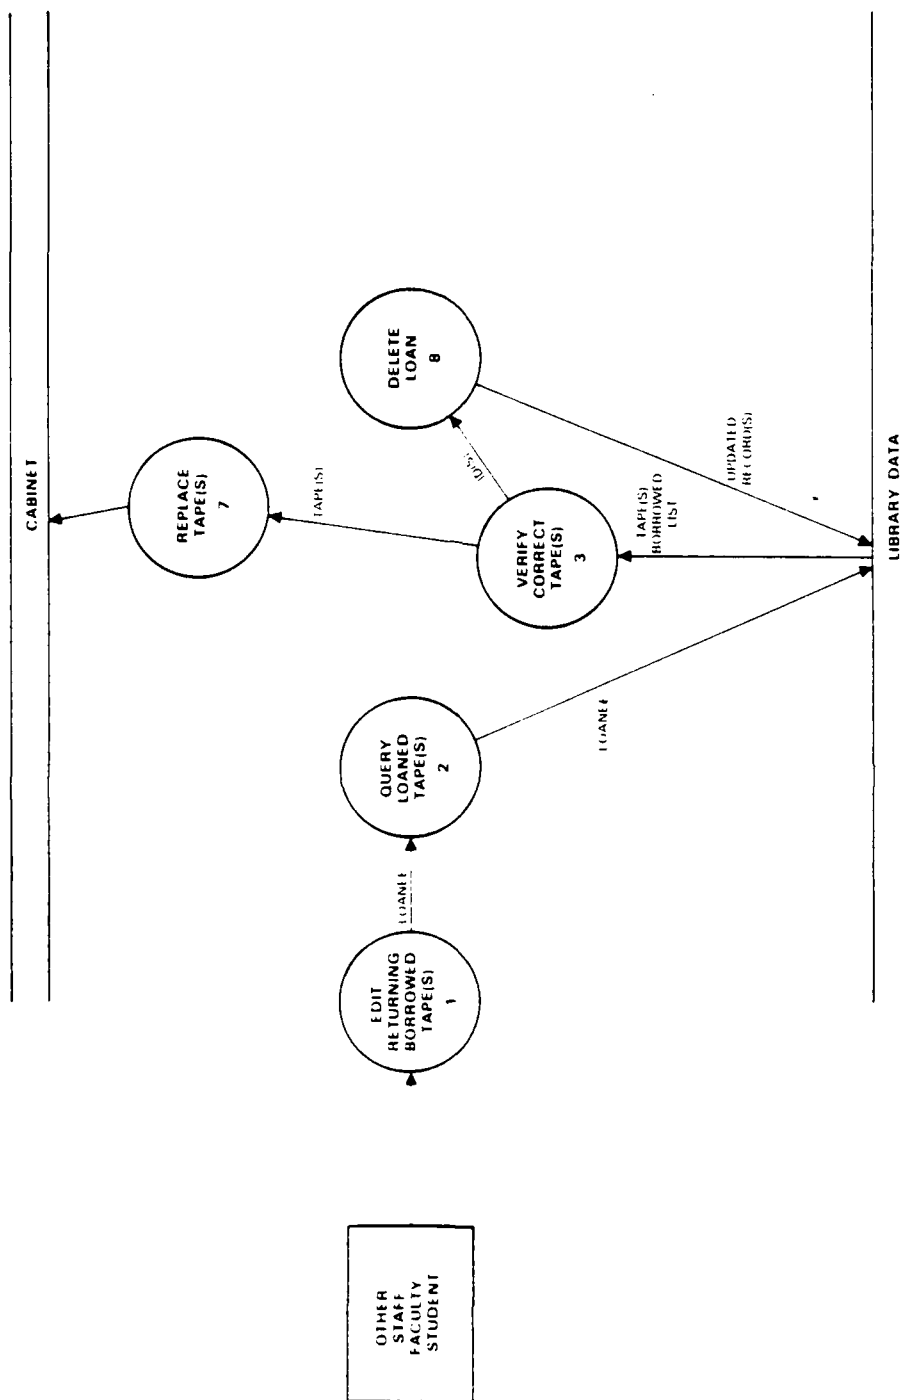 CABINET
REPLACE
TAPE(S)
7
TAPE(S)
DELETE
LOAN
8
ID(S)
VERIFY
CORRECT
TAPE(S)
3
TAPE(S)
BORROWED
LIST
UPDATED
RECORD(S)
QUERY
LOANED
TAPE(S)
2
LOANEE
LOANEE
EDIT
RETURNING
BORROWED
TAPE(S)
1
OTHER
STAFF
FACULTY
STUDENT
LIBRARY DATA